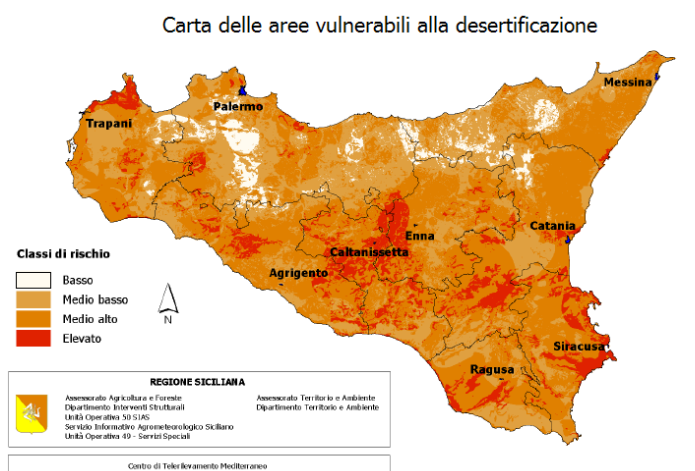 Carta delle aree vulnerabili alla desertificazione
Messina
Palermo
Trapani
Catania
Enna
Caltanissetta
Agrigento
Siracusa
Ragusa
Classi di rischio
Basso
Medio basso
Medio alto
Elevato
N
REGIONE SICILIANA
Assessorato Agricoltura e Foreste
Dipartimento Interventi Strutturali
Unità Operativa 50 SIAS
Servizio Informativo Agrometeorologico Siciliano
Unità Operativa 49 - Servizi Speciali
Assessorato Territorio e Ambiente
Dipartimento Territorio e Ambiente
Centro di Telerilevamento Mediterraneo